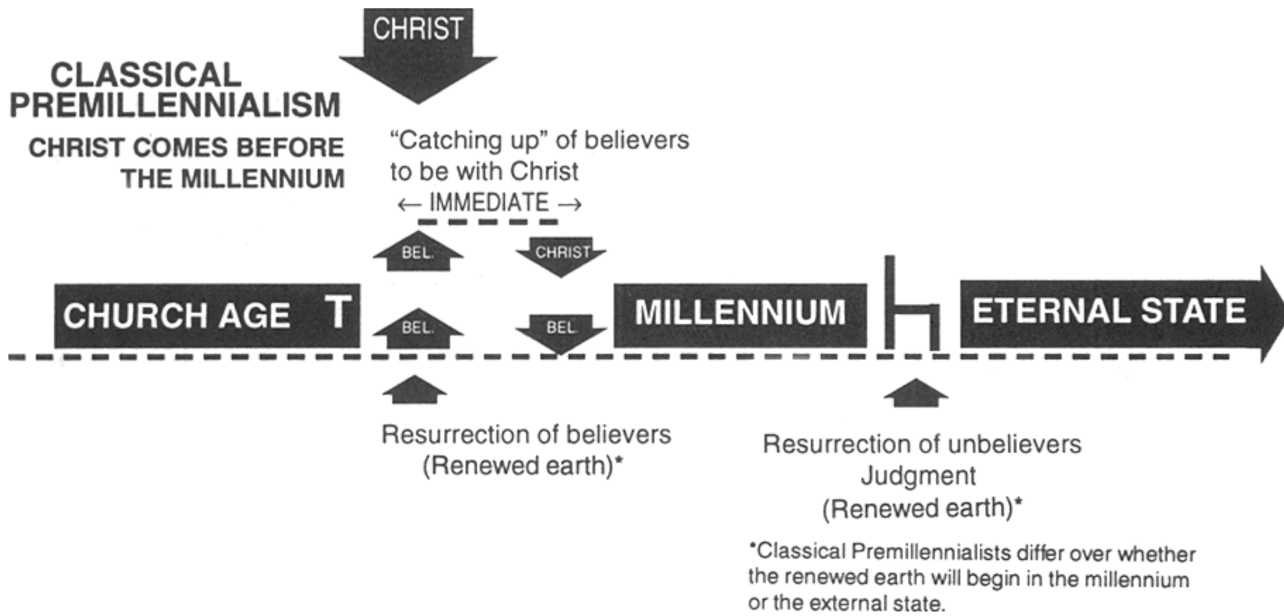 CHRIST
CLASSICAL
PREMILLENNIALISM
CHRIST COMES BEFORE
THE MILLENNIUM
“Catching up” of believers
to be with Christ
← IMMEDIATE →
BEL.
CHRIST
CHURCH AGE T
BEL.
BEL.
MILLENNIUM
ETERNAL STATE
Resurrection of believers
(Renewed earth)*
Resurrection of unbelievers
Judgment
(Renewed earth)*
*Classical Premillennialists differ over whether
the renewed earth will begin in the millennium
or the external state.